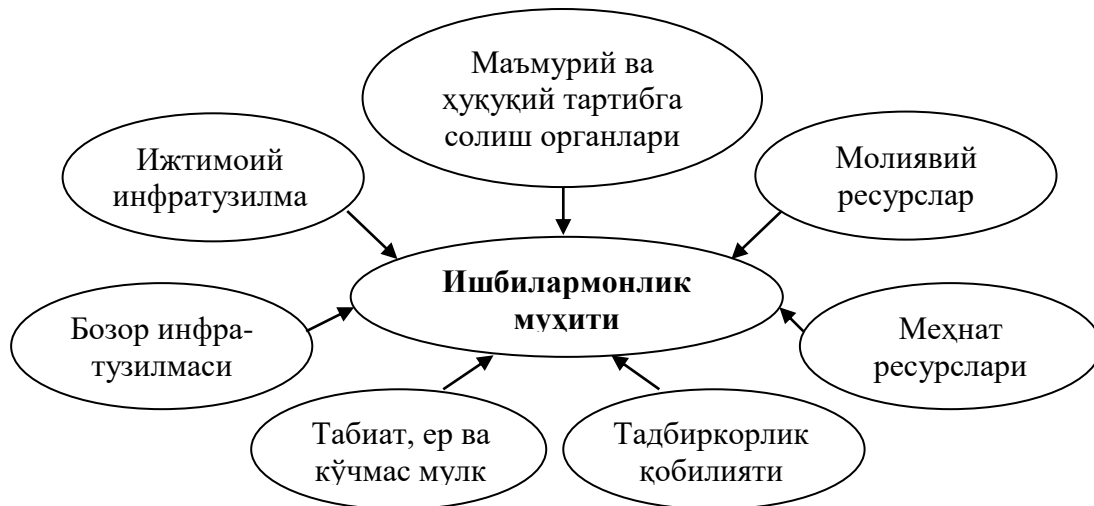 Маъмурий ва
ҳуқуқий тартибга
солиш органлари
Ижтимоий
инфратузилма
Молиявий
ресурслар
Ишбилармонлик
муҳити
Бозор инфра-
тузилмаси
Меҳнат
ресурслари
Табиат, ер ва
кўчмас мулк
Тадбиркорлик
қобилияти